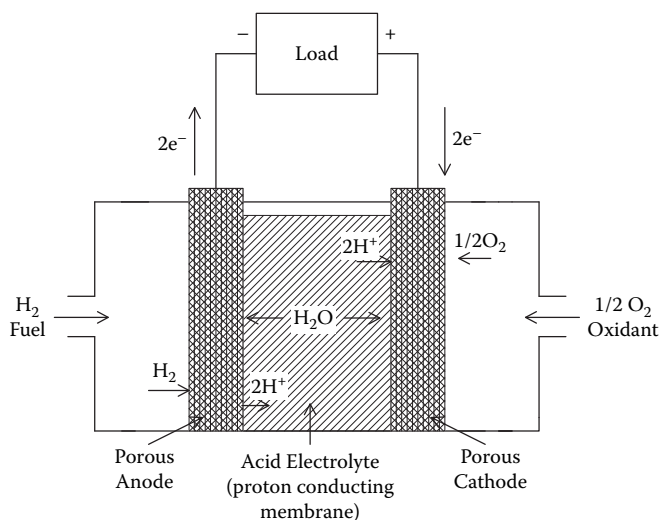 − Load +
2e⁻
2e⁻
2H⁺
1/2O₂
H₂
Fuel
H₂O
1/2 O₂
Oxidant
H₂
2H⁺
Porous
Anode
Acid Electrolyte
(proton conducting
membrane)
Porous
Cathode